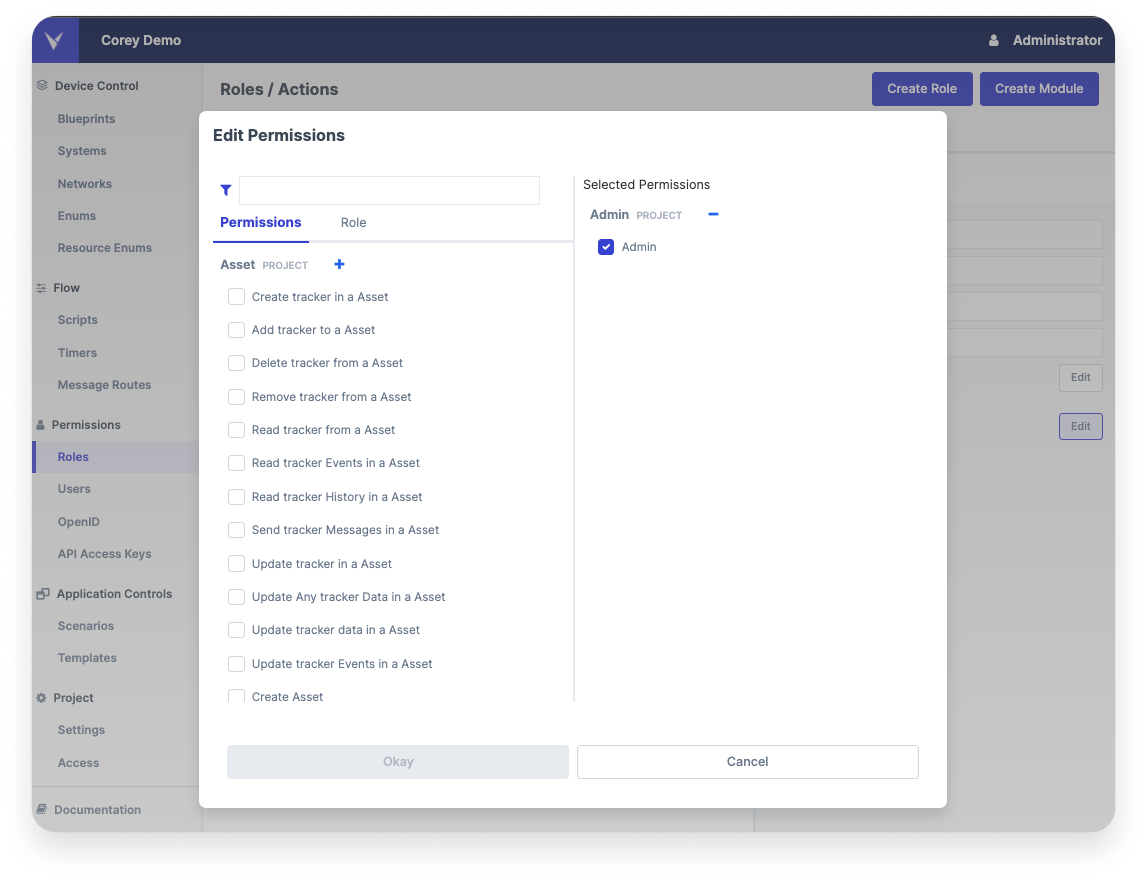 Corey Demo
Administrator
Device Control
Blueprints
Systems
Networks
Enums
Resource Enums
Flow
Scripts
Timers
Message Routes
Permissions
Roles
Users
OpenID
API Access Keys
Application Controls
Scenarios
Templates
Project
Settings
Access
Documentation
Roles / Actions
Create Role
Create Module
Edit
Edit
Edit Permissions
Permissions
Role
Asset PROJECT
Create tracker in a Asset
Add tracker to a Asset
Delete tracker from a Asset
Remove tracker from a Asset
Read tracker from a Asset
Read tracker Events in a Asset
Read tracker History in a Asset
Send tracker Messages in a Asset
Update tracker in a Asset
Update Any tracker Data in a Asset
Update tracker data in a Asset
Update tracker Events in a Asset
Create Asset
Selected Permissions
Admin PROJECT
Admin
Okay
Cancel